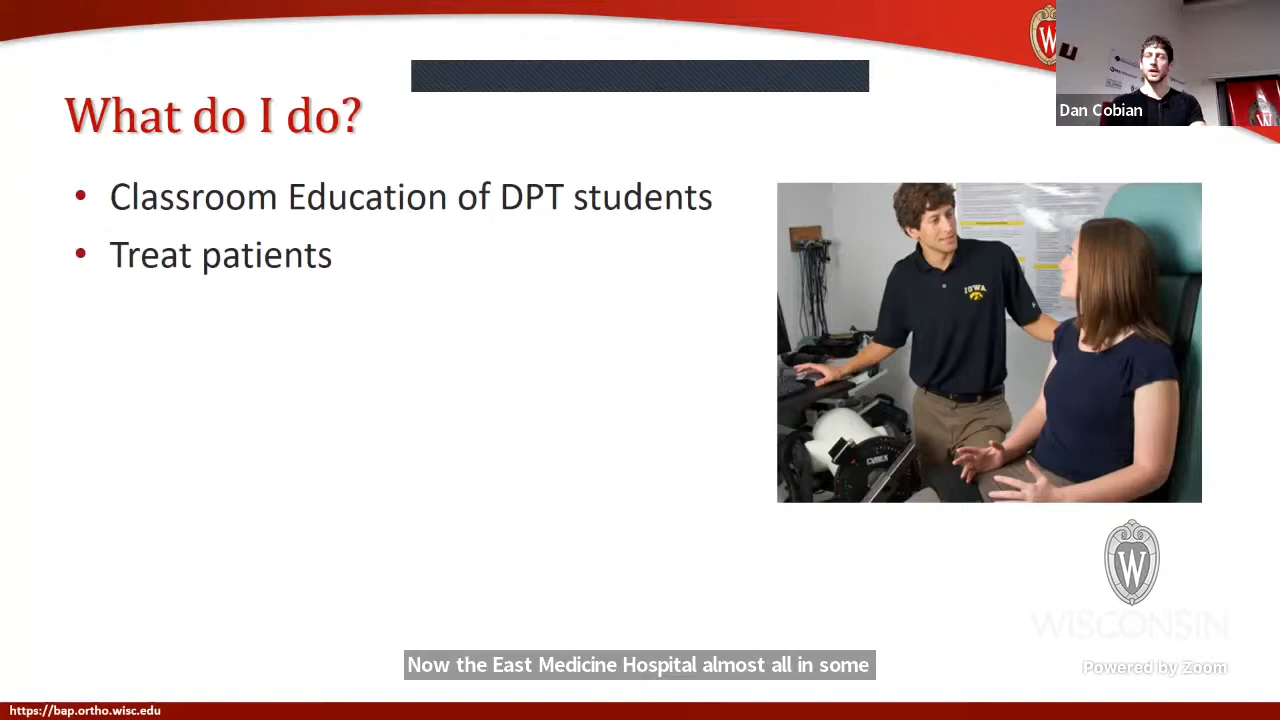 W
Dan Cobian
What do I do?
• Classroom Education of DPT students
• Treat patients
IOWA
CYBEX
W
WISCONSIN
Now the East Medicine Hospital almost all in some
Powered by Zoom
https://bap.ortho.wisc.edu